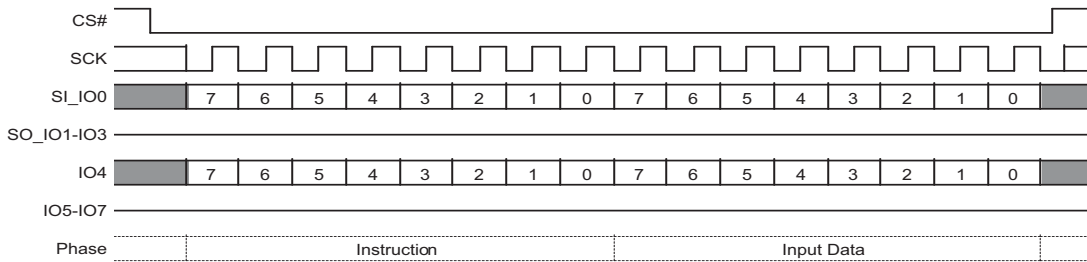 CS#
SCK
SI_IO0 7 6 5 4 3 2 1 0 7 6 5 4 3 2 1 0
SO_IO1-IO3
IO4 7 6 5 4 3 2 1 0 7 6 5 4 3 2 1 0
IO5-IO7
Phase Instruction Input Data